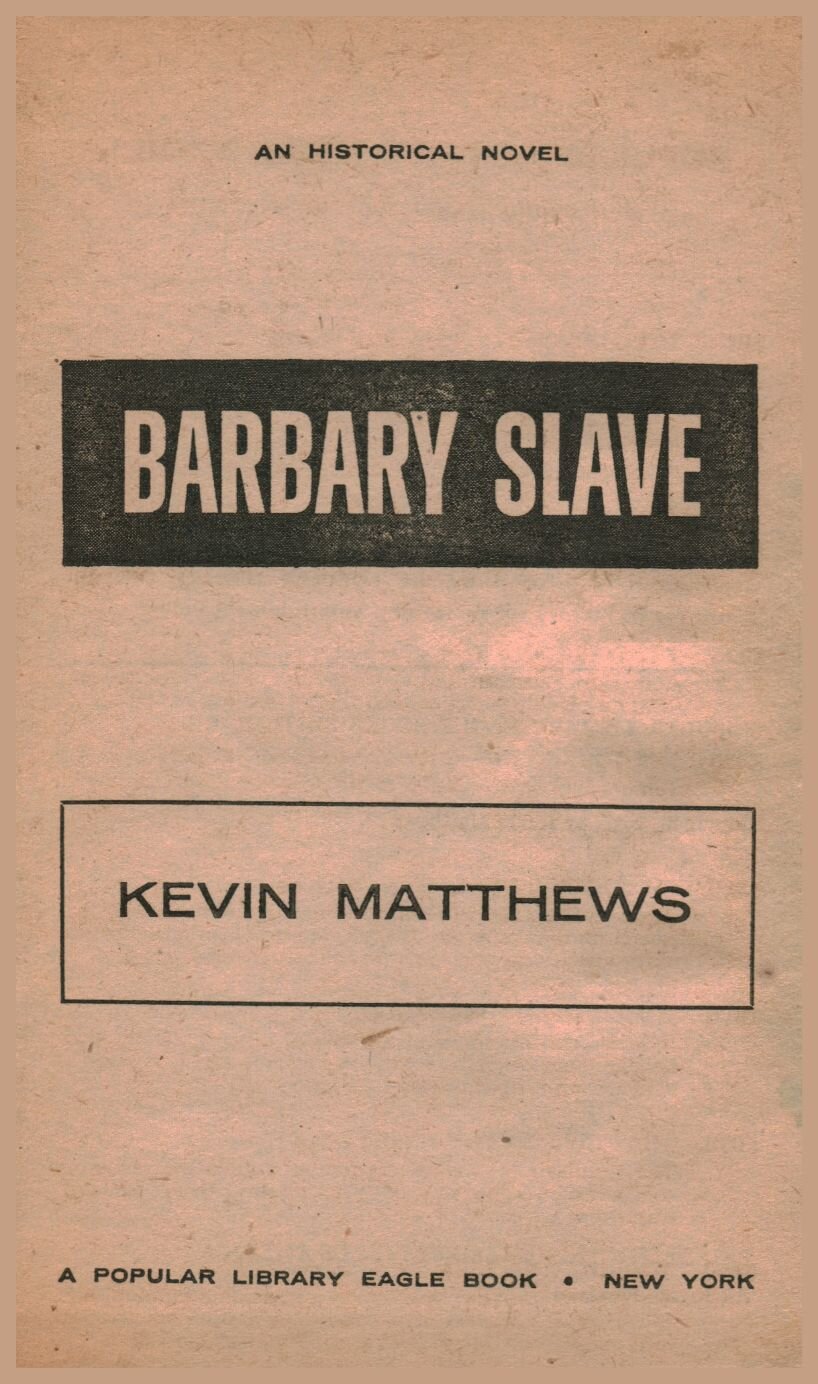 AN HISTORICAL NOVEL
BARBARY SLAVE
KEVIN MATTHEWS
A POPULAR LIBRARY EAGLE BOOK • NEW YORK